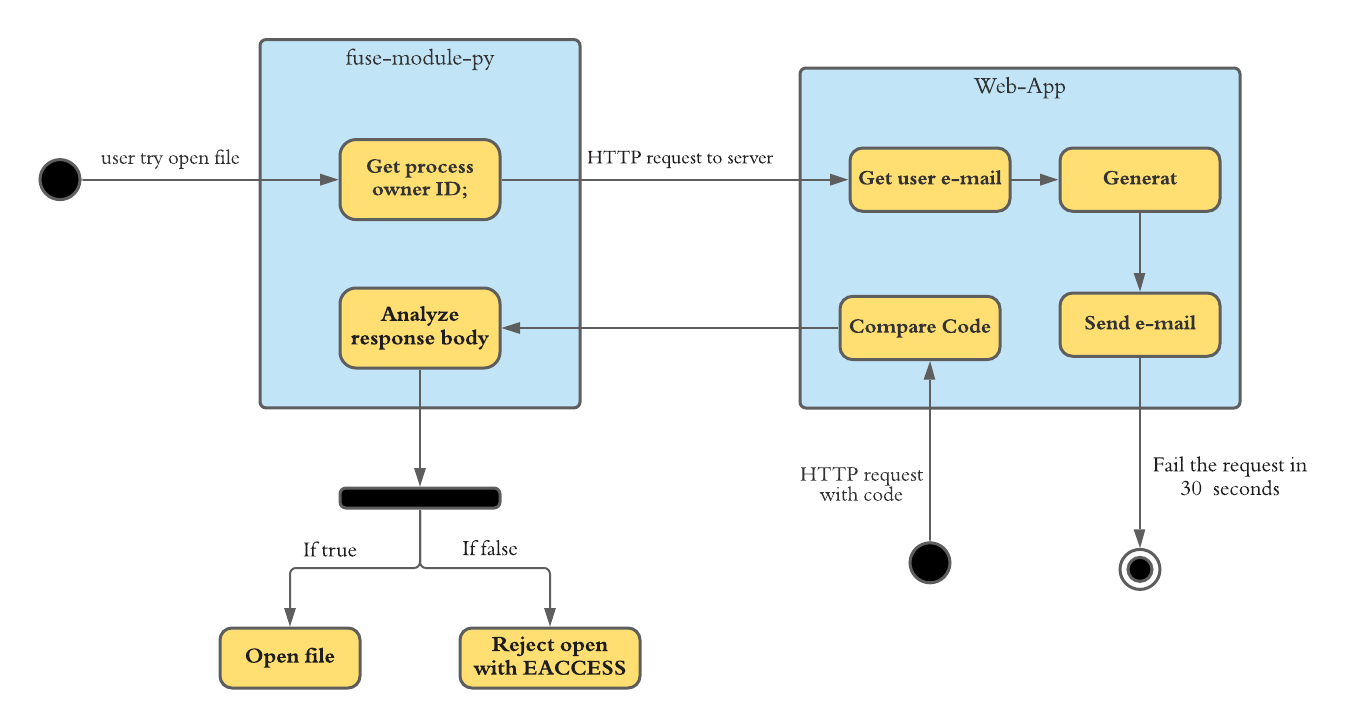 fuse-module-py
Web-App
user try open file
Get process
owner ID;
HTTP request to server
Get user e-mail
Generat
Analyze
response body
Compare Code
Send e-mail
HTTP request
with code
Fail the request in
30 seconds
If true
If false
Open file
Reject open
with EACCESS